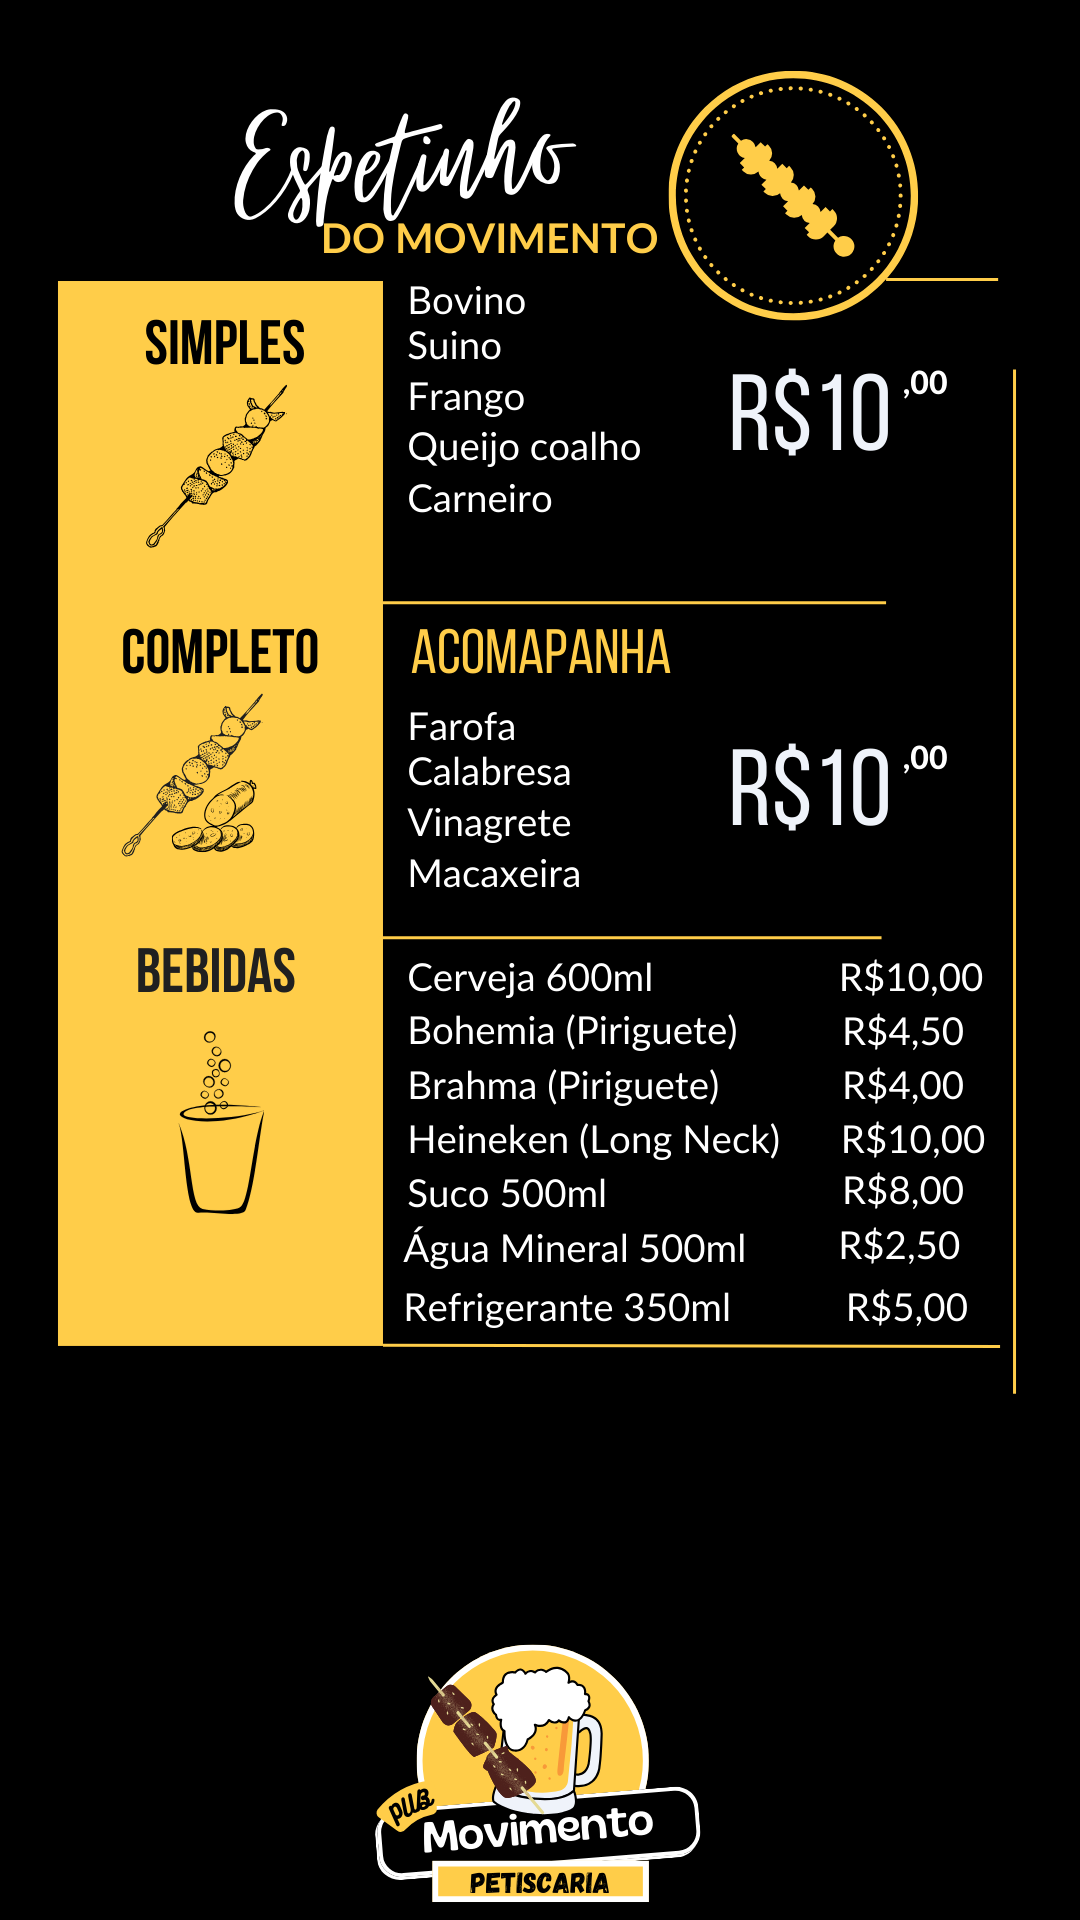 Espetinho
DO MOVIMENTO
SIMPLES
Bovino
Suino
Frango
Queijo coalho
Carneiro
R$10,00
COMPLETO
ACOMAPANHA
Farofa
Calabresa
Vinagrete
Macaxeira
R$10,00
BEBIDAS
Cerveja 600ml R$10,00
Bohemia (Piriguete) R$4,50
Brahma (Piriguete) R$4,00
Heineken (Long Neck) R$10,00
Suco 500ml R$8,00
Água Mineral 500ml R$2,50
Refrigerante 350ml R$5,00
PUB
Movimento
PETISCARIA